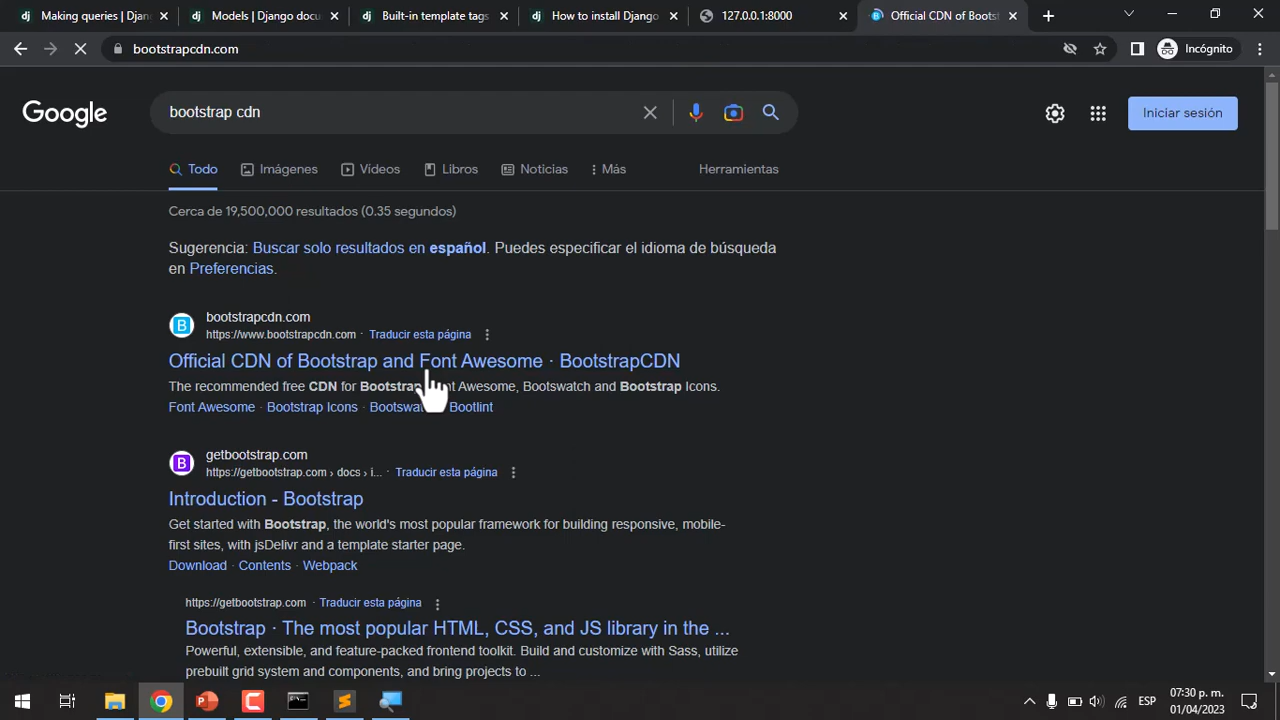 Making queries | Djan
Models | Django docu
Built-in template tags
How to install Django
127.0.0.1:8000
Official CDN of Bootst
bootstrapcdn.com
Incógnito
Google
bootstrap cdn
Iniciar sesión
Todo
Imágenes
Videos
Libros
Noticias
Más
Herramientas
Cerca de 19,500,000 resultados (0.35 segundos)
Sugerencia: Buscar solo resultados en español. Puedes especificar el idioma de búsqueda
en Preferencias.
bootstrapcdn.com
https://www.bootstrapcdn.com · Traducir esta página
Official CDN of Bootstrap and Font Awesome · BootstrapCDN
The recommended free CDN for Bootstrap Awesome, Bootswatch and Bootstrap Icons.
Font Awesome · Bootstrap Icons · Bootswatch Bootlint
getbootstrap.com
https://getbootstrap.com › docs › i... Traducir esta página
Introduction - Bootstrap
Get started with Bootstrap, the world's most popular framework for building responsive, mobile-
first sites, with jsDelivr and a template starter page.
Download · Contents · Webpack
https://getbootstrap.com · Traducir esta página
Bootstrap · The most popular HTML, CSS, and JS library in the ...
Powerful, extensible, and feature-packed frontend toolkit. Build and customize with Sass, utilize
prebuilt grid system and components, and bring projects to ...
ESP
07:30 p. m.
01/04/2023